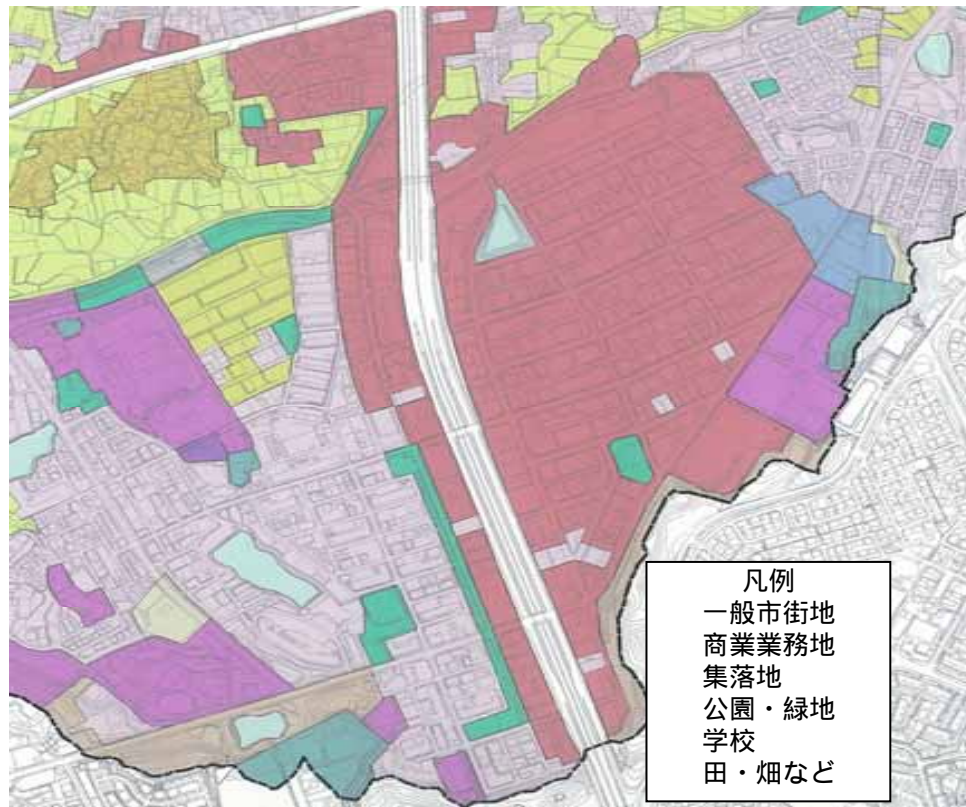 凡例
一般市街地
商業業務地
集落地
公園・緑地
学校
田・畑など